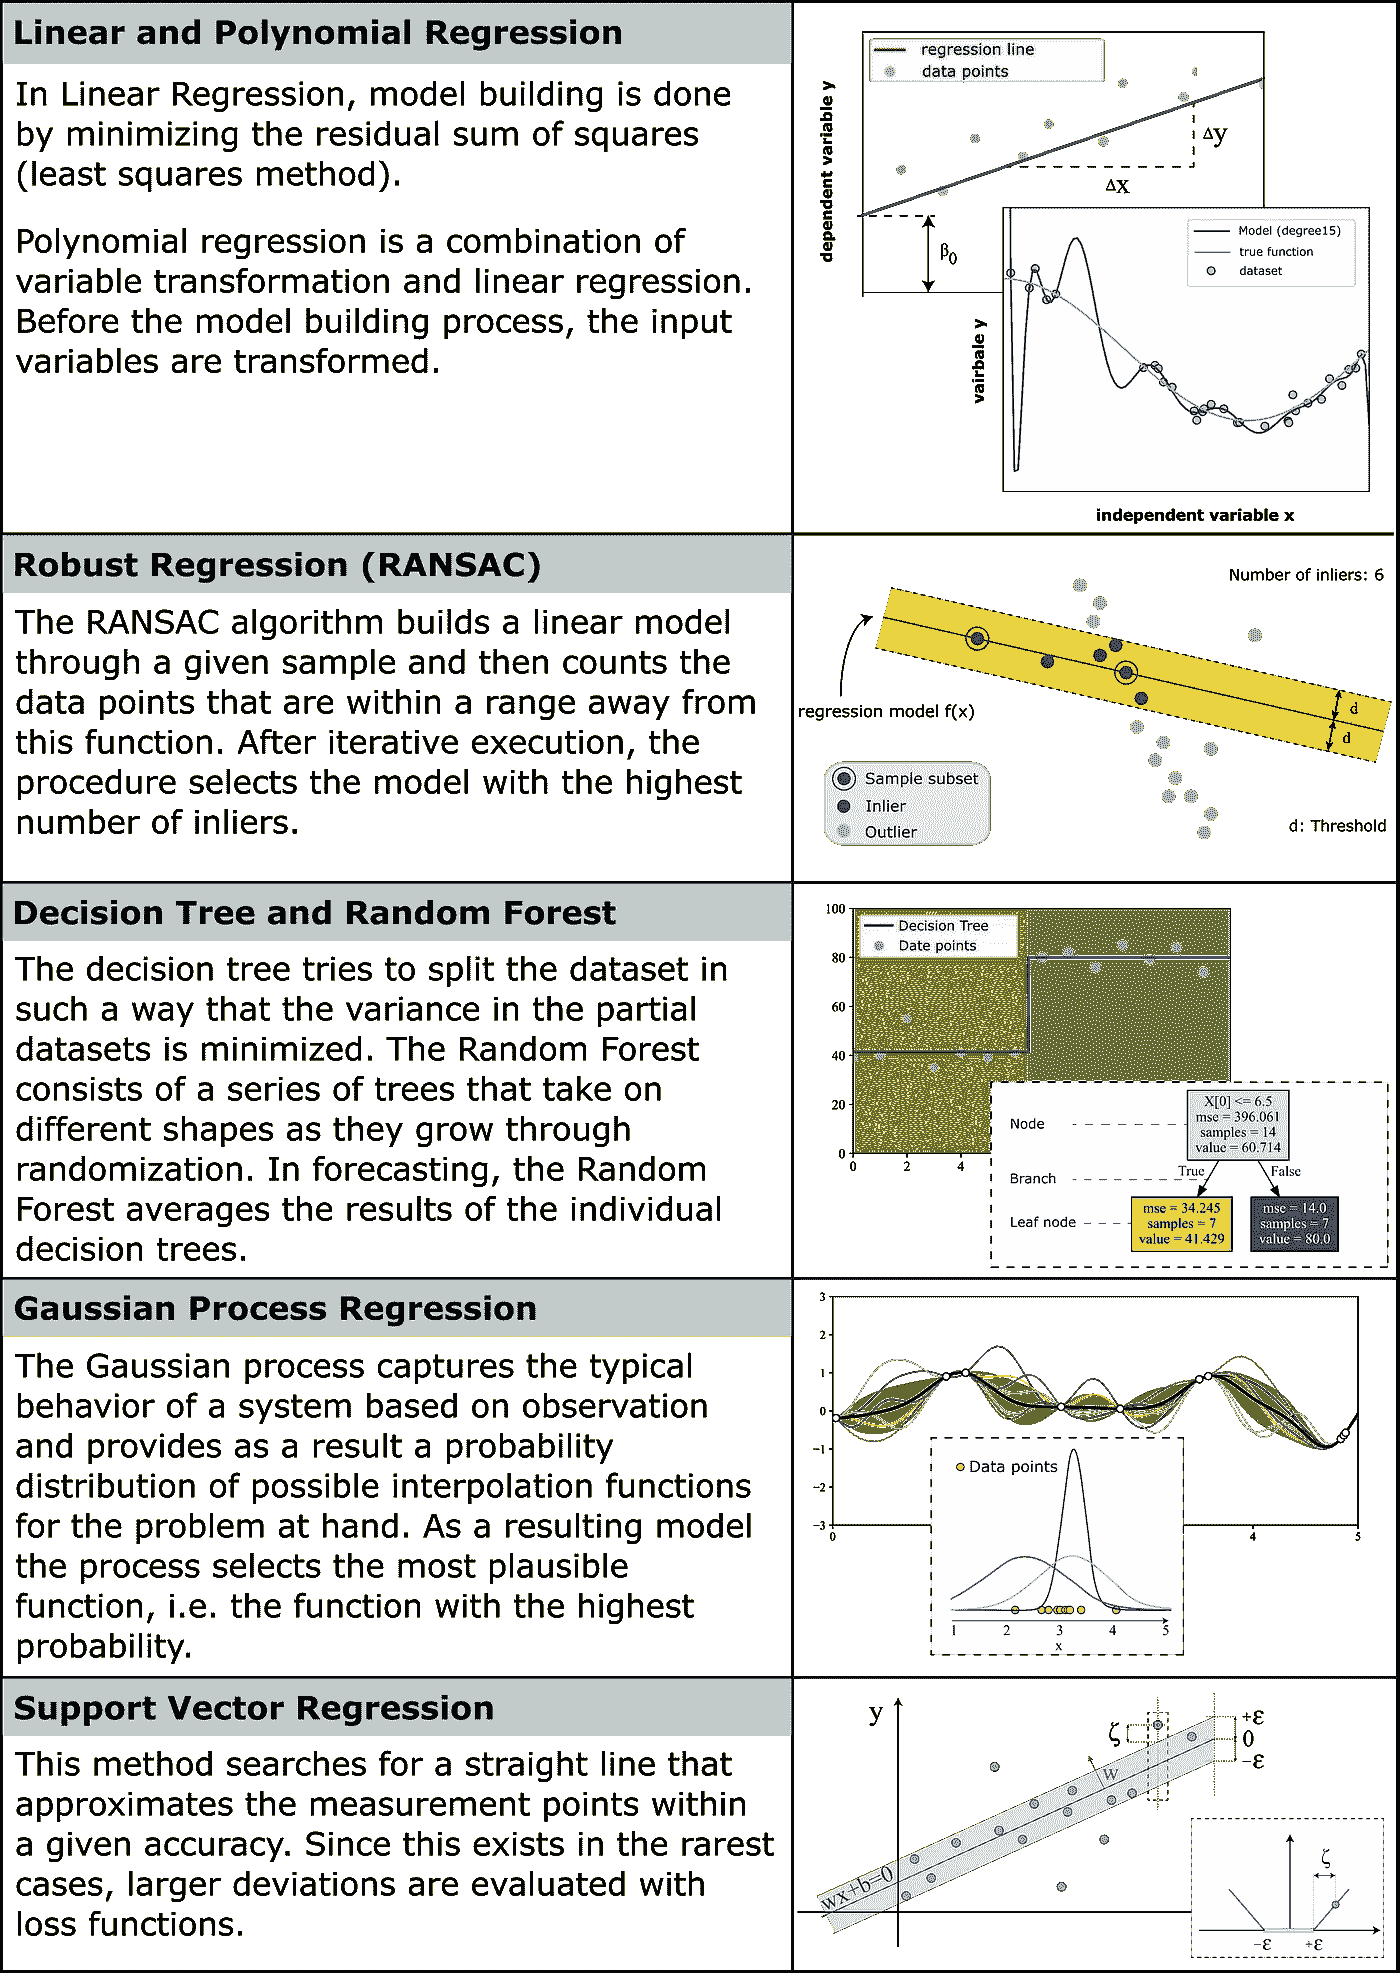 Linear and Polynomial Regression
In Linear Regression, model building is done
by minimizing the residual sum of squares
(least squares method).
Polynomial regression is a combination of
variable transformation and linear regression.
Before the model building process, the input
variables are transformed.
regression line
data points
dependent variable y
Δy
Δx
β0
Model (degree15)
true function
dataset
vairbale y
independent variable x
Robust Regression (RANSAC)
The RANSAC algorithm builds a linear model
through a given sample and then counts the
data points that are within a range away from
this function. After iterative execution, the
procedure selects the model with the highest
number of inliers.
Number of inliers: 6
regression model f(x)
d
d
Sample subset
Inlier
Outlier
d: Threshold
Decision Tree and Random Forest
The decision tree tries to split the dataset in
such a way that the variance in the partial
datasets is minimized. The Random Forest
consists of a series of trees that take on
different shapes as they grow through
randomization. In forecasting, the Random
Forest averages the results of the individual
decision trees.
100
80
60
40
20
0
0 2 4
Decision Tree
Date points
Node
Branch
Leaf node
X[0] <= 6.5
mse = 396.061
samples = 14
value = 60.714
True False
mse = 34.245
samples = 7
value = 41.429
mse = 14.0
samples = 7
value = 80.0
Gaussian Process Regression
The Gaussian process captures the typical
behavior of a system based on observation
and provides as a result a probability
distribution of possible interpolation functions
for the problem at hand. As a resulting model
the process selects the most plausible
function, i.e. the function with the highest
probability.
3
2
1
0
−1
−2
−3
0 4 5
Data points
1 2 3 4 5
x
Support Vector Regression
This method searches for a straight line that
approximates the measurement points within
a given accuracy. Since this exists in the rarest
cases, larger deviations are evaluated with
loss functions.
y
ζ
+ε
0
−ε
w
wx+b=0
ζ
−ε +ε